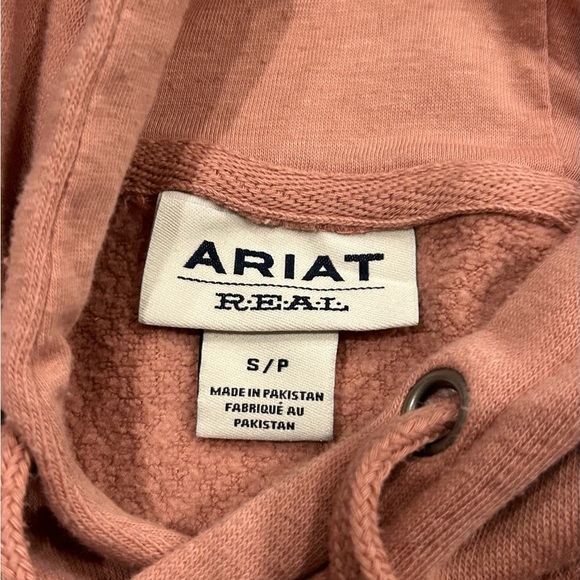 ARIAT
R·E·A·L
S/P
MADE IN PAKISTAN
FABRIQUÉ AU
PAKISTAN